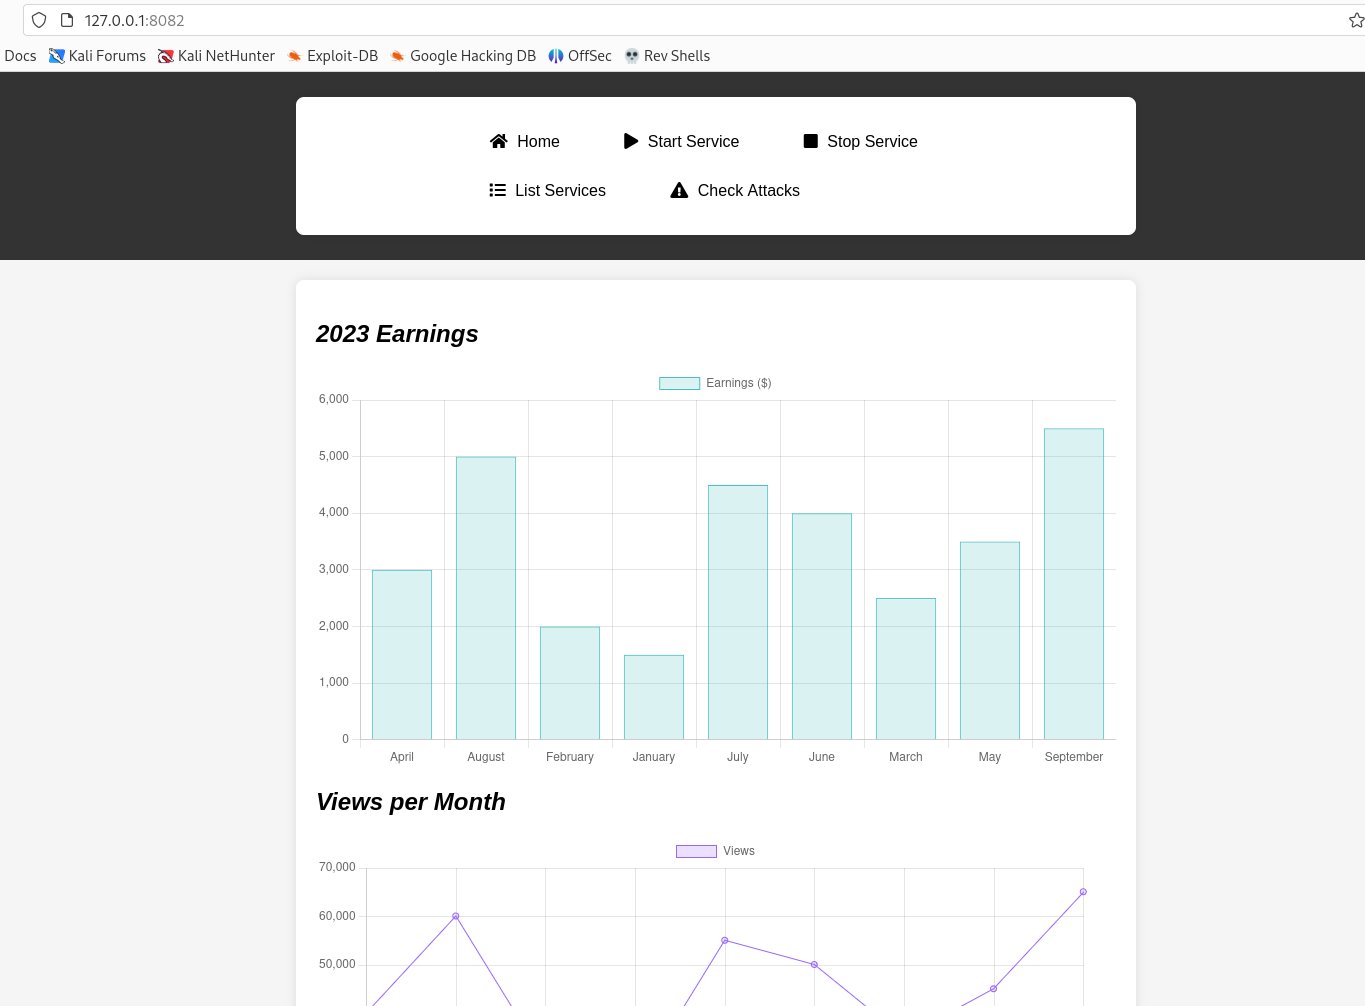 127.0.0.1:8082
Docs Kali Forums Kali NetHunter Exploit-DB Google Hacking DB OffSec Rev Shells
Home Start Service Stop Service
List Services Check Attacks
2023 Earnings
Earnings ($)
6,000
5,000
4,000
3,000
2,000
1,000
0
April August February January July June March May September
Views per Month
Views
70,000
60,000
50,000